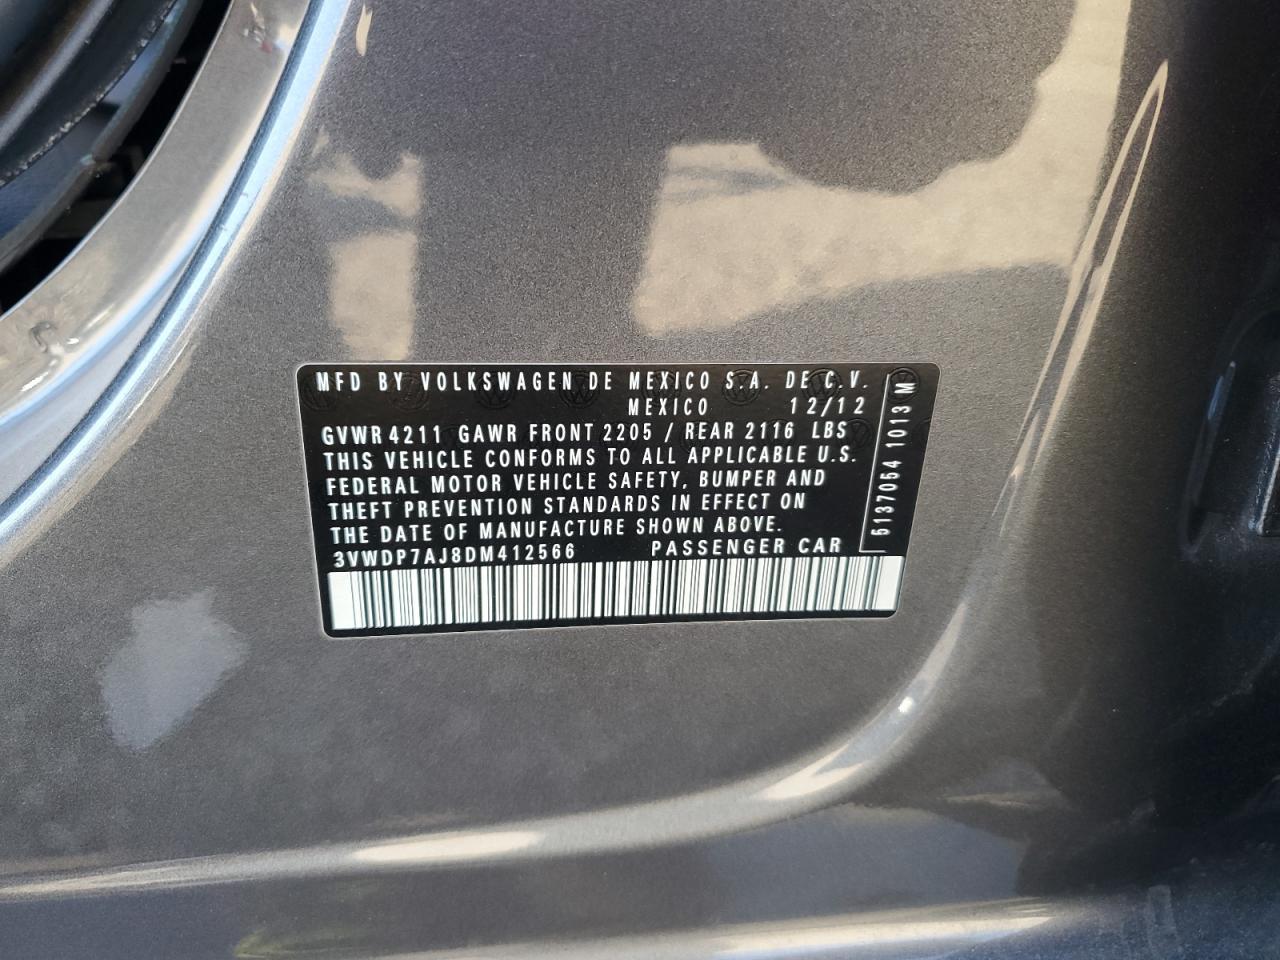 MFD BY VOLKSWAGEN DE MEXICO S.A. DE C.V.
MEXICO 12/12
GVWR 4211 GAWR FRONT 2205 / REAR 2116 LBS
THIS VEHICLE CONFORMS TO ALL APPLICABLE U.S.
FEDERAL MOTOR VEHICLE SAFETY, BUMPER AND
THEFT PREVENTION STANDARDS IN EFFECT ON
THE DATE OF MANUFACTURE SHOWN ABOVE.
3VWDP7AJ8DM412566 PASSENGER CAR
5137054 1013 M